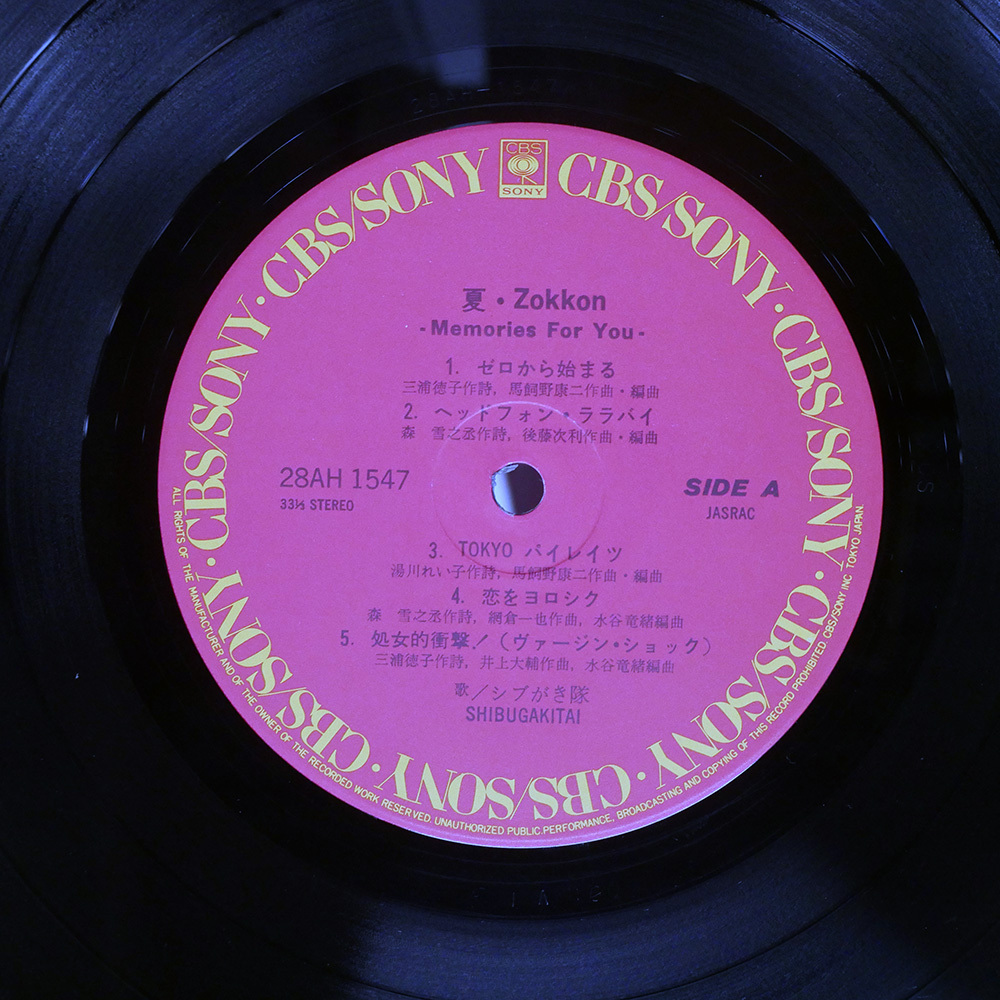 CBS
SONY
CBS/SONY · CBS/SONY · CBS/SONY · CBS/SONY · CBS/SONY · CBS/SONY · CBS/SONY · CBS/SONY
夏・Zokkon
-Memories For You-
1. ゼロから始まる
三浦徳子作詩, 馬飼野康二作曲・編曲
2. ヘッドフォン・ララバイ
森 雪之丞作詩, 後藤次利作曲・編曲
28AH 1547
33⅓ STEREO
SIDE A
JASRAC
3. TOKYO パイレイツ
湯川れい子作詩, 馬飼野康二作曲・編曲
4. 恋をヨロシク
森 雪之丞作詩, 網倉一也作曲, 水谷竜緒編曲
5. 処女的衝撃!(ヴァージン・ショック)
三浦徳子作詩, 井上大輔作曲, 水谷竜緒編曲
歌/シブがき隊
SHIBUGAKITAI
ALL RIGHTS OF THE MANUFACTURER AND OF THE OWNER OF THE RECORDED WORK RESERVED. UNAUTHORIZED PUBLIC PERFORMANCE, BROADCASTING AND COPYING OF THIS RECORD PROHIBITED. CBS/SONY INC. TOKYO JAPAN.